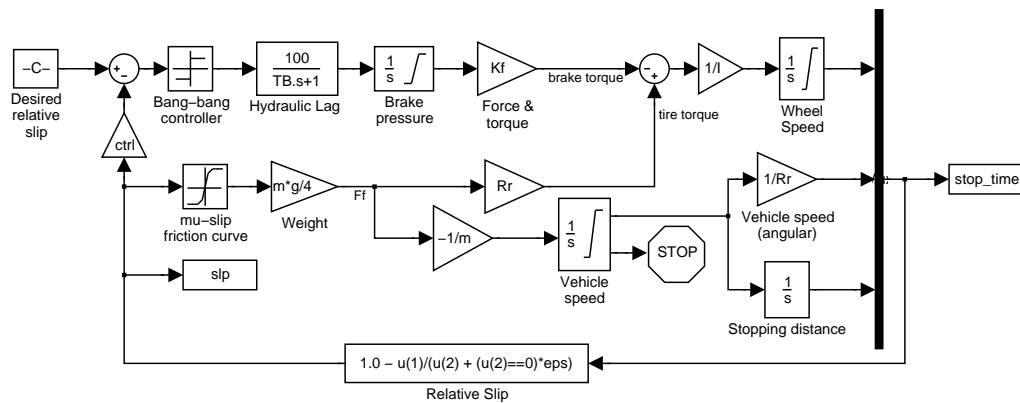 –C–
Desired
relative
slip
+
–
Bang–bang
controller
100
TB.s+1
Hydraulic Lag
1
s
Brake
pressure
Kf
Force &
torque
brake torque
–
+
tire torque
1/I
1
s
Wheel
Speed
ctrl
mu–slip
friction curve
m*g/4
Weight
Ff
Rr
–1/m
1
s
Vehicle
speed
STOP
1/Rr
Vehicle speed
(angular)
1
s
Stopping distance
stop_time
slp
1.0 – u(1)/(u(2) + (u(2)==0)*eps)
Relative Slip